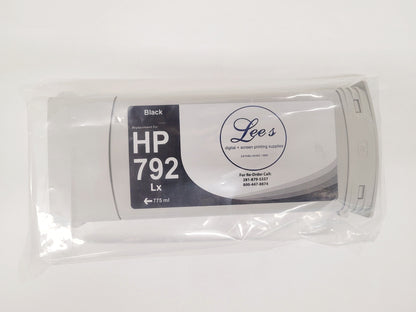 Black
Replacement for
HP
792
Lx
775 ml
Lee's
digital + screen printing supplies
For Re-Order Call:
281-879-5357
800-447-8874